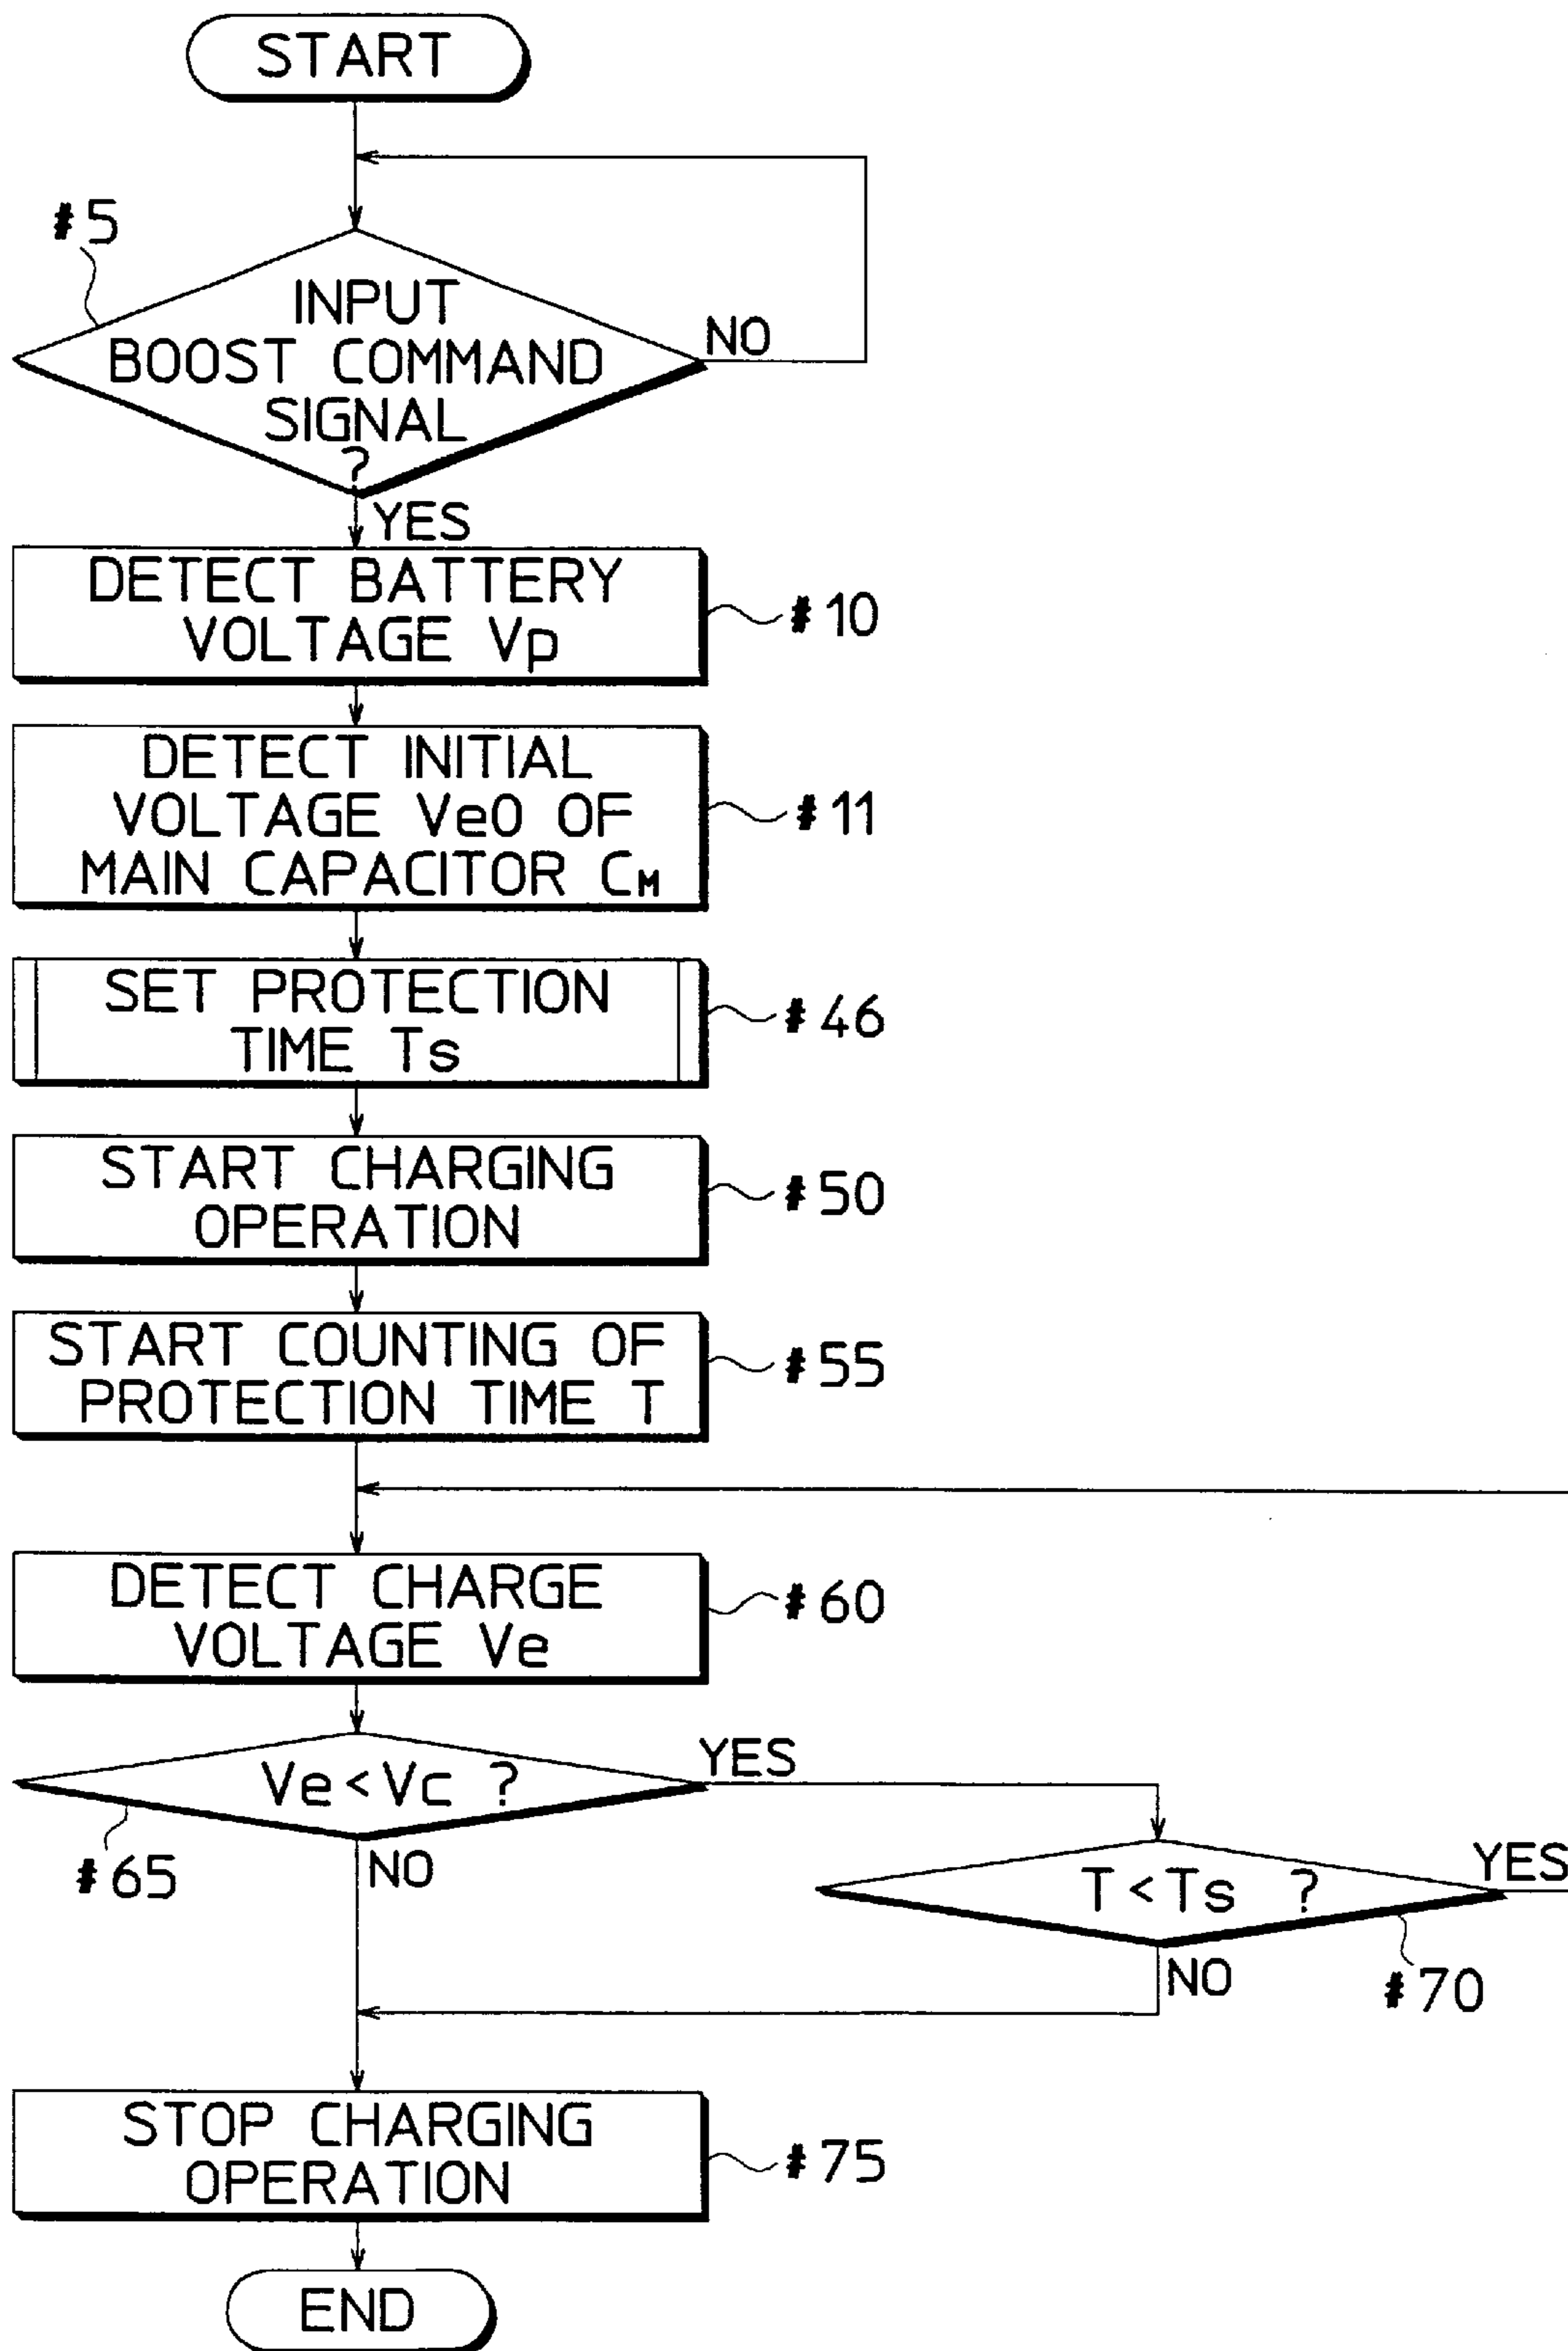 START
#5
INPUT
BOOST COMMAND
SIGNAL
?
NO
YES
DETECT BATTERY
VOLTAGE Vp
#10
DETECT INITIAL
VOLTAGE Ve0 OF
MAIN CAPACITOR CM
#11
SET PROTECTION
TIME Ts
#46
START CHARGING
OPERATION
#50
START COUNTING OF
PROTECTION TIME T
#55
DETECT CHARGE
VOLTAGE Ve
#60
Ve<Vc ?
YES
#65
NO
T<Ts ?
YES
NO
#70
STOP CHARGING
OPERATION
#75
END